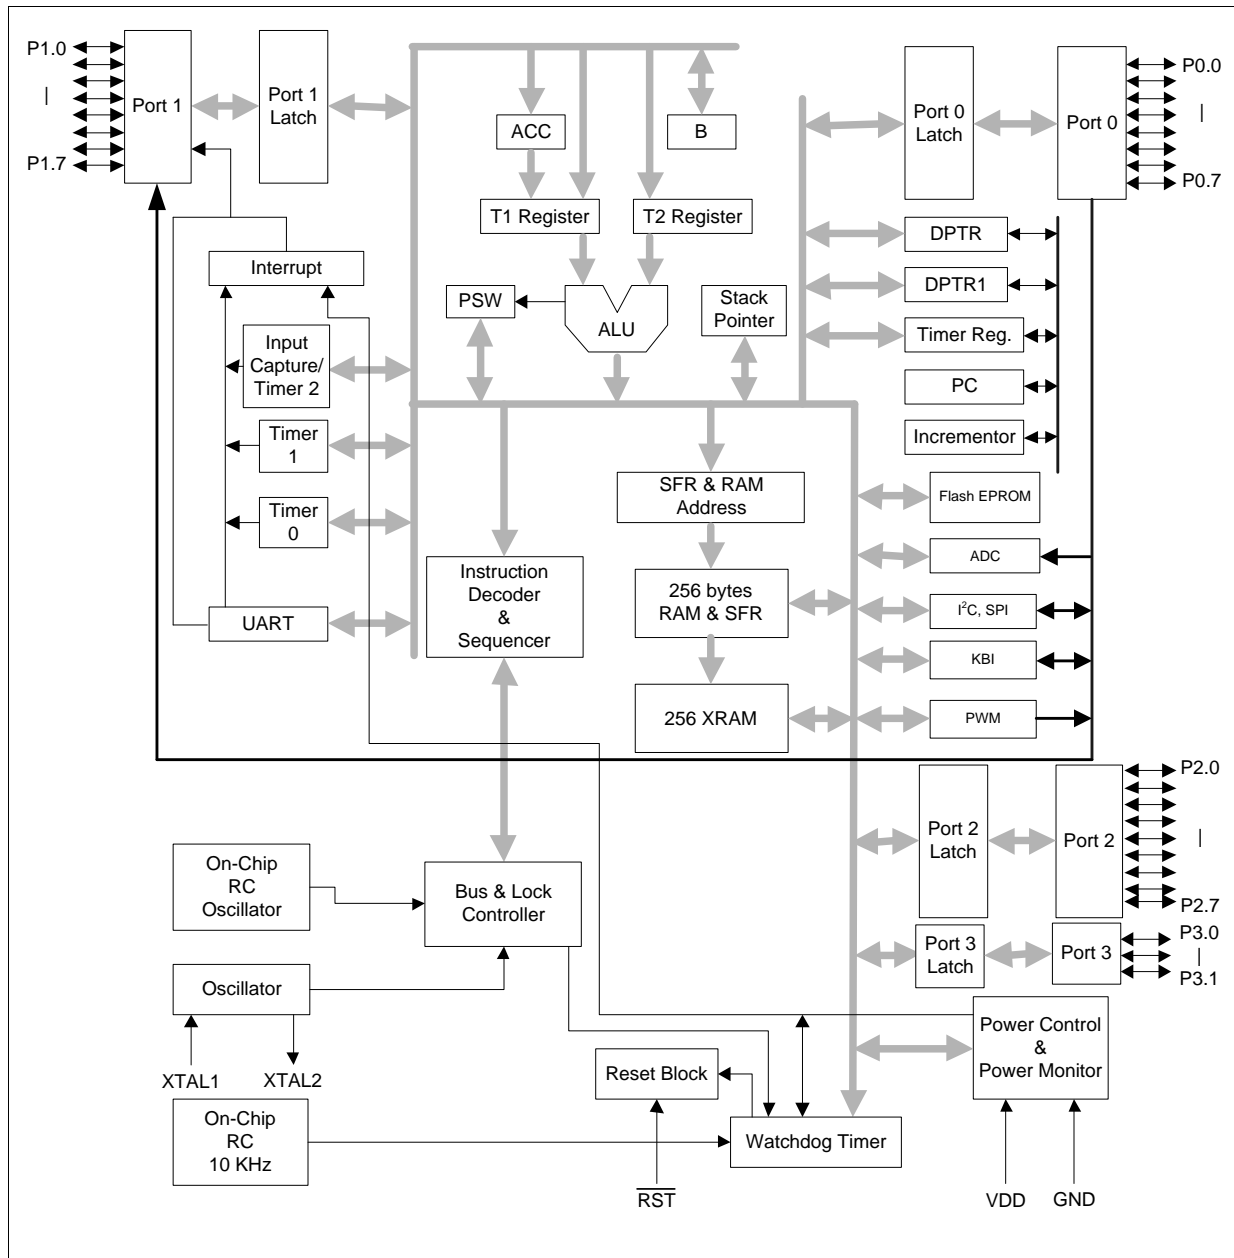 P1.0
|
P1.7
Port 1
Port 1
Latch
ACC
B
T1 Register
T2 Register
PSW
ALU
Stack
Pointer
Port 0
Latch
Port 0
P0.0
|
P0.7
DPTR
DPTR1
Timer Reg.
PC
Incrementor
Interrupt
Input
Capture/
Timer 2
Timer
1
Timer
0
UART
Instruction
Decoder
&
Sequencer
SFR & RAM
Address
256 bytes
RAM & SFR
256 XRAM
Flash EPROM
ADC
I²C, SPI
KBI
PWM
Port 2
Latch
Port 2
P2.0
|
P2.7
Port 3
Latch
Port 3
P3.0
|
P3.1
On-Chip
RC
Oscillator
Bus & Lock
Controller
Oscillator
XTAL1
XTAL2
On-Chip
RC
10 KHz
Reset Block
Watchdog Timer
Power Control
&
Power Monitor
RST
VDD
GND